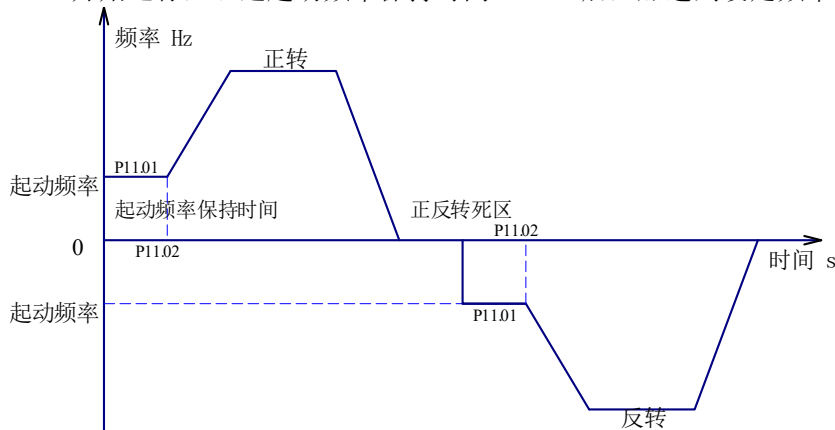 频率 Hz
正转
P11.01
起动频率
起动频率保持时间
正反转死区
P11.02
0
P11.02
时间 s
起动频率
P11.01
反转